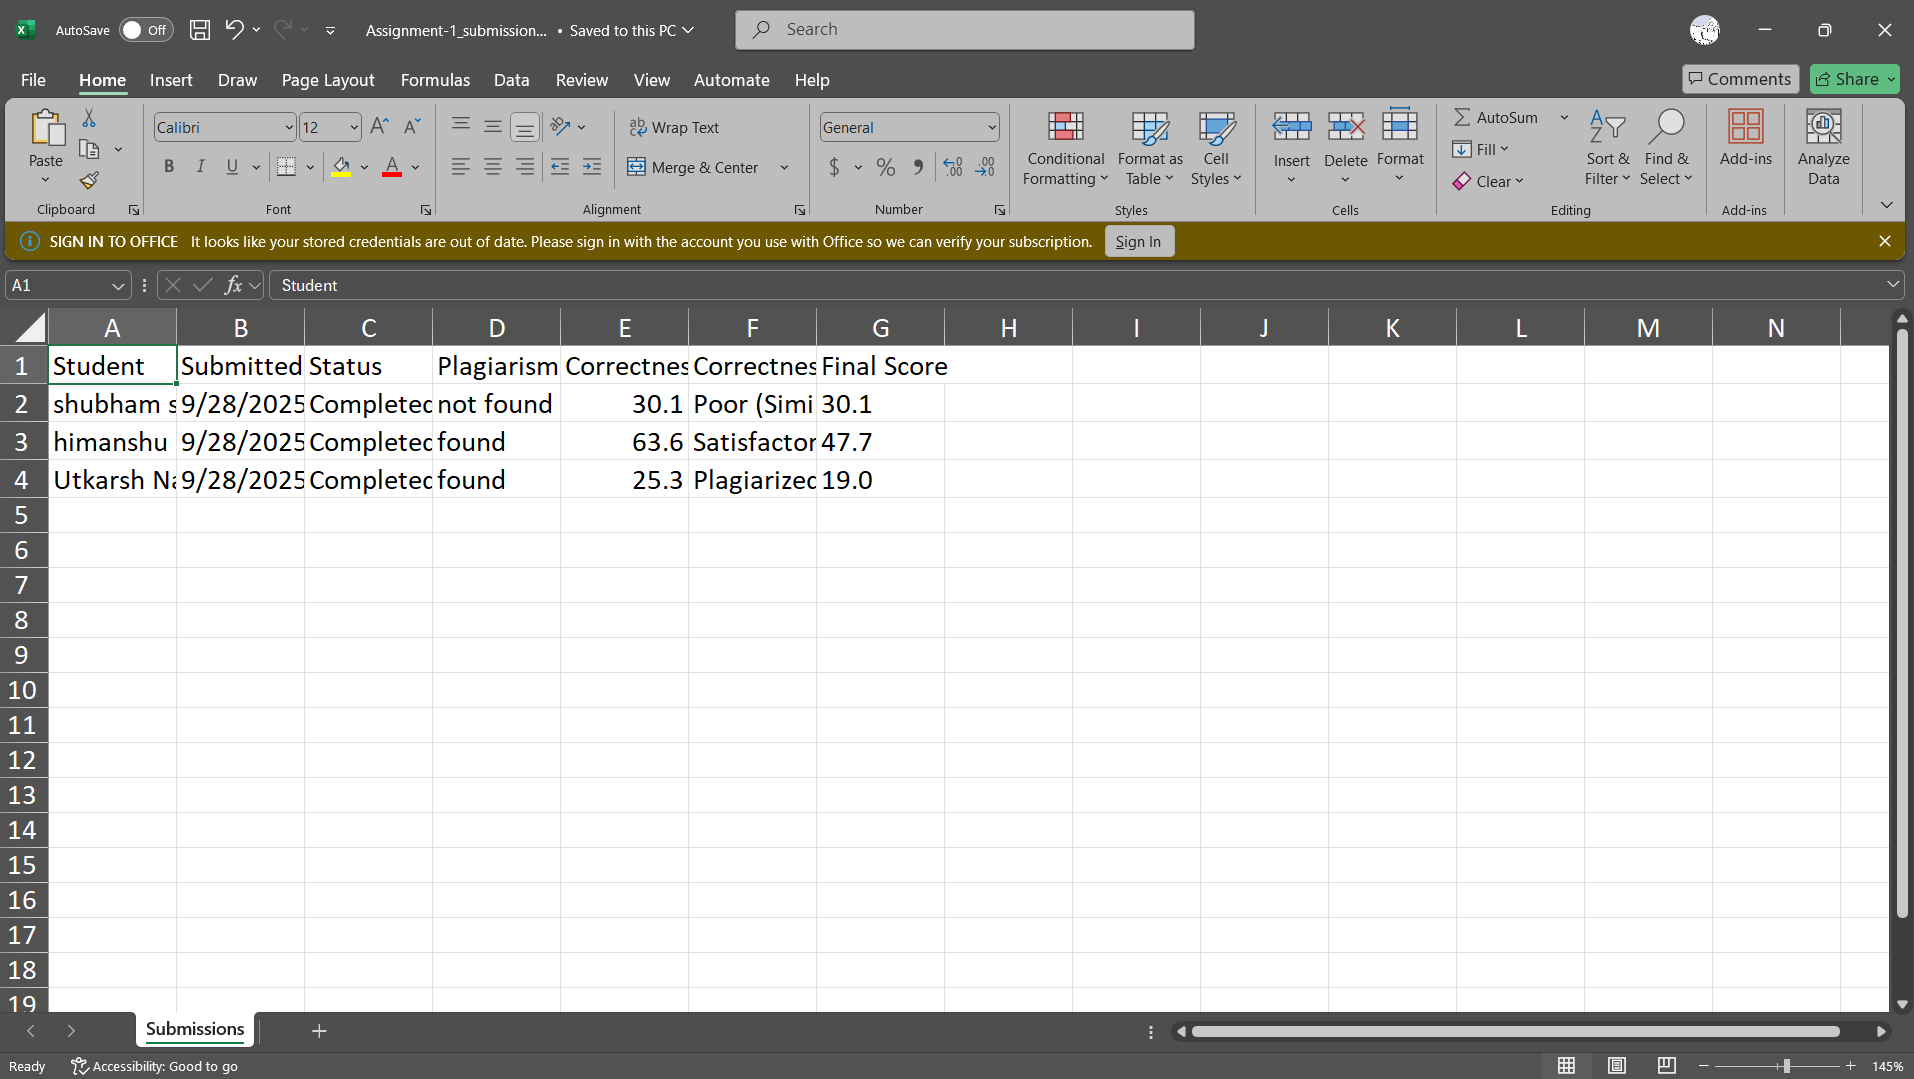 AutoSave Off Assignment-1_submission... • Saved to this PC Search
File Home Insert Draw Page Layout Formulas Data Review View Automate Help Comments Share
Paste Calibri 12 B I U A Wrap Text Merge & Center General $ % Conditional Formatting Format as Table Cell Styles Insert Delete Format AutoSum Fill Clear Sort & Filter Find & Select Add-ins Analyze Data
Clipboard Font Alignment Number Styles Cells Editing Add-ins
SIGN IN TO OFFICE It looks like your stored credentials are out of date. Please sign in with the account you use with Office so we can verify your subscription. Sign In
A1 fx Student
A B C D E F G H I J K L M N
1 Student Submitted Status Plagiarism Correctnes Correctnes Final Score
2 shubham s 9/28/2025 Completed not found 30.1 Poor (Simi 30.1
3 himanshu 9/28/2025 Completed found 63.6 Satisfactor 47.7
4 Utkarsh Na 9/28/2025 Completed found 25.3 Plagiarized 19.0
5
6
7
8
9
10
11
12
13
14
15
16
17
18
19
Submissions
Ready Accessibility: Good to go 145%